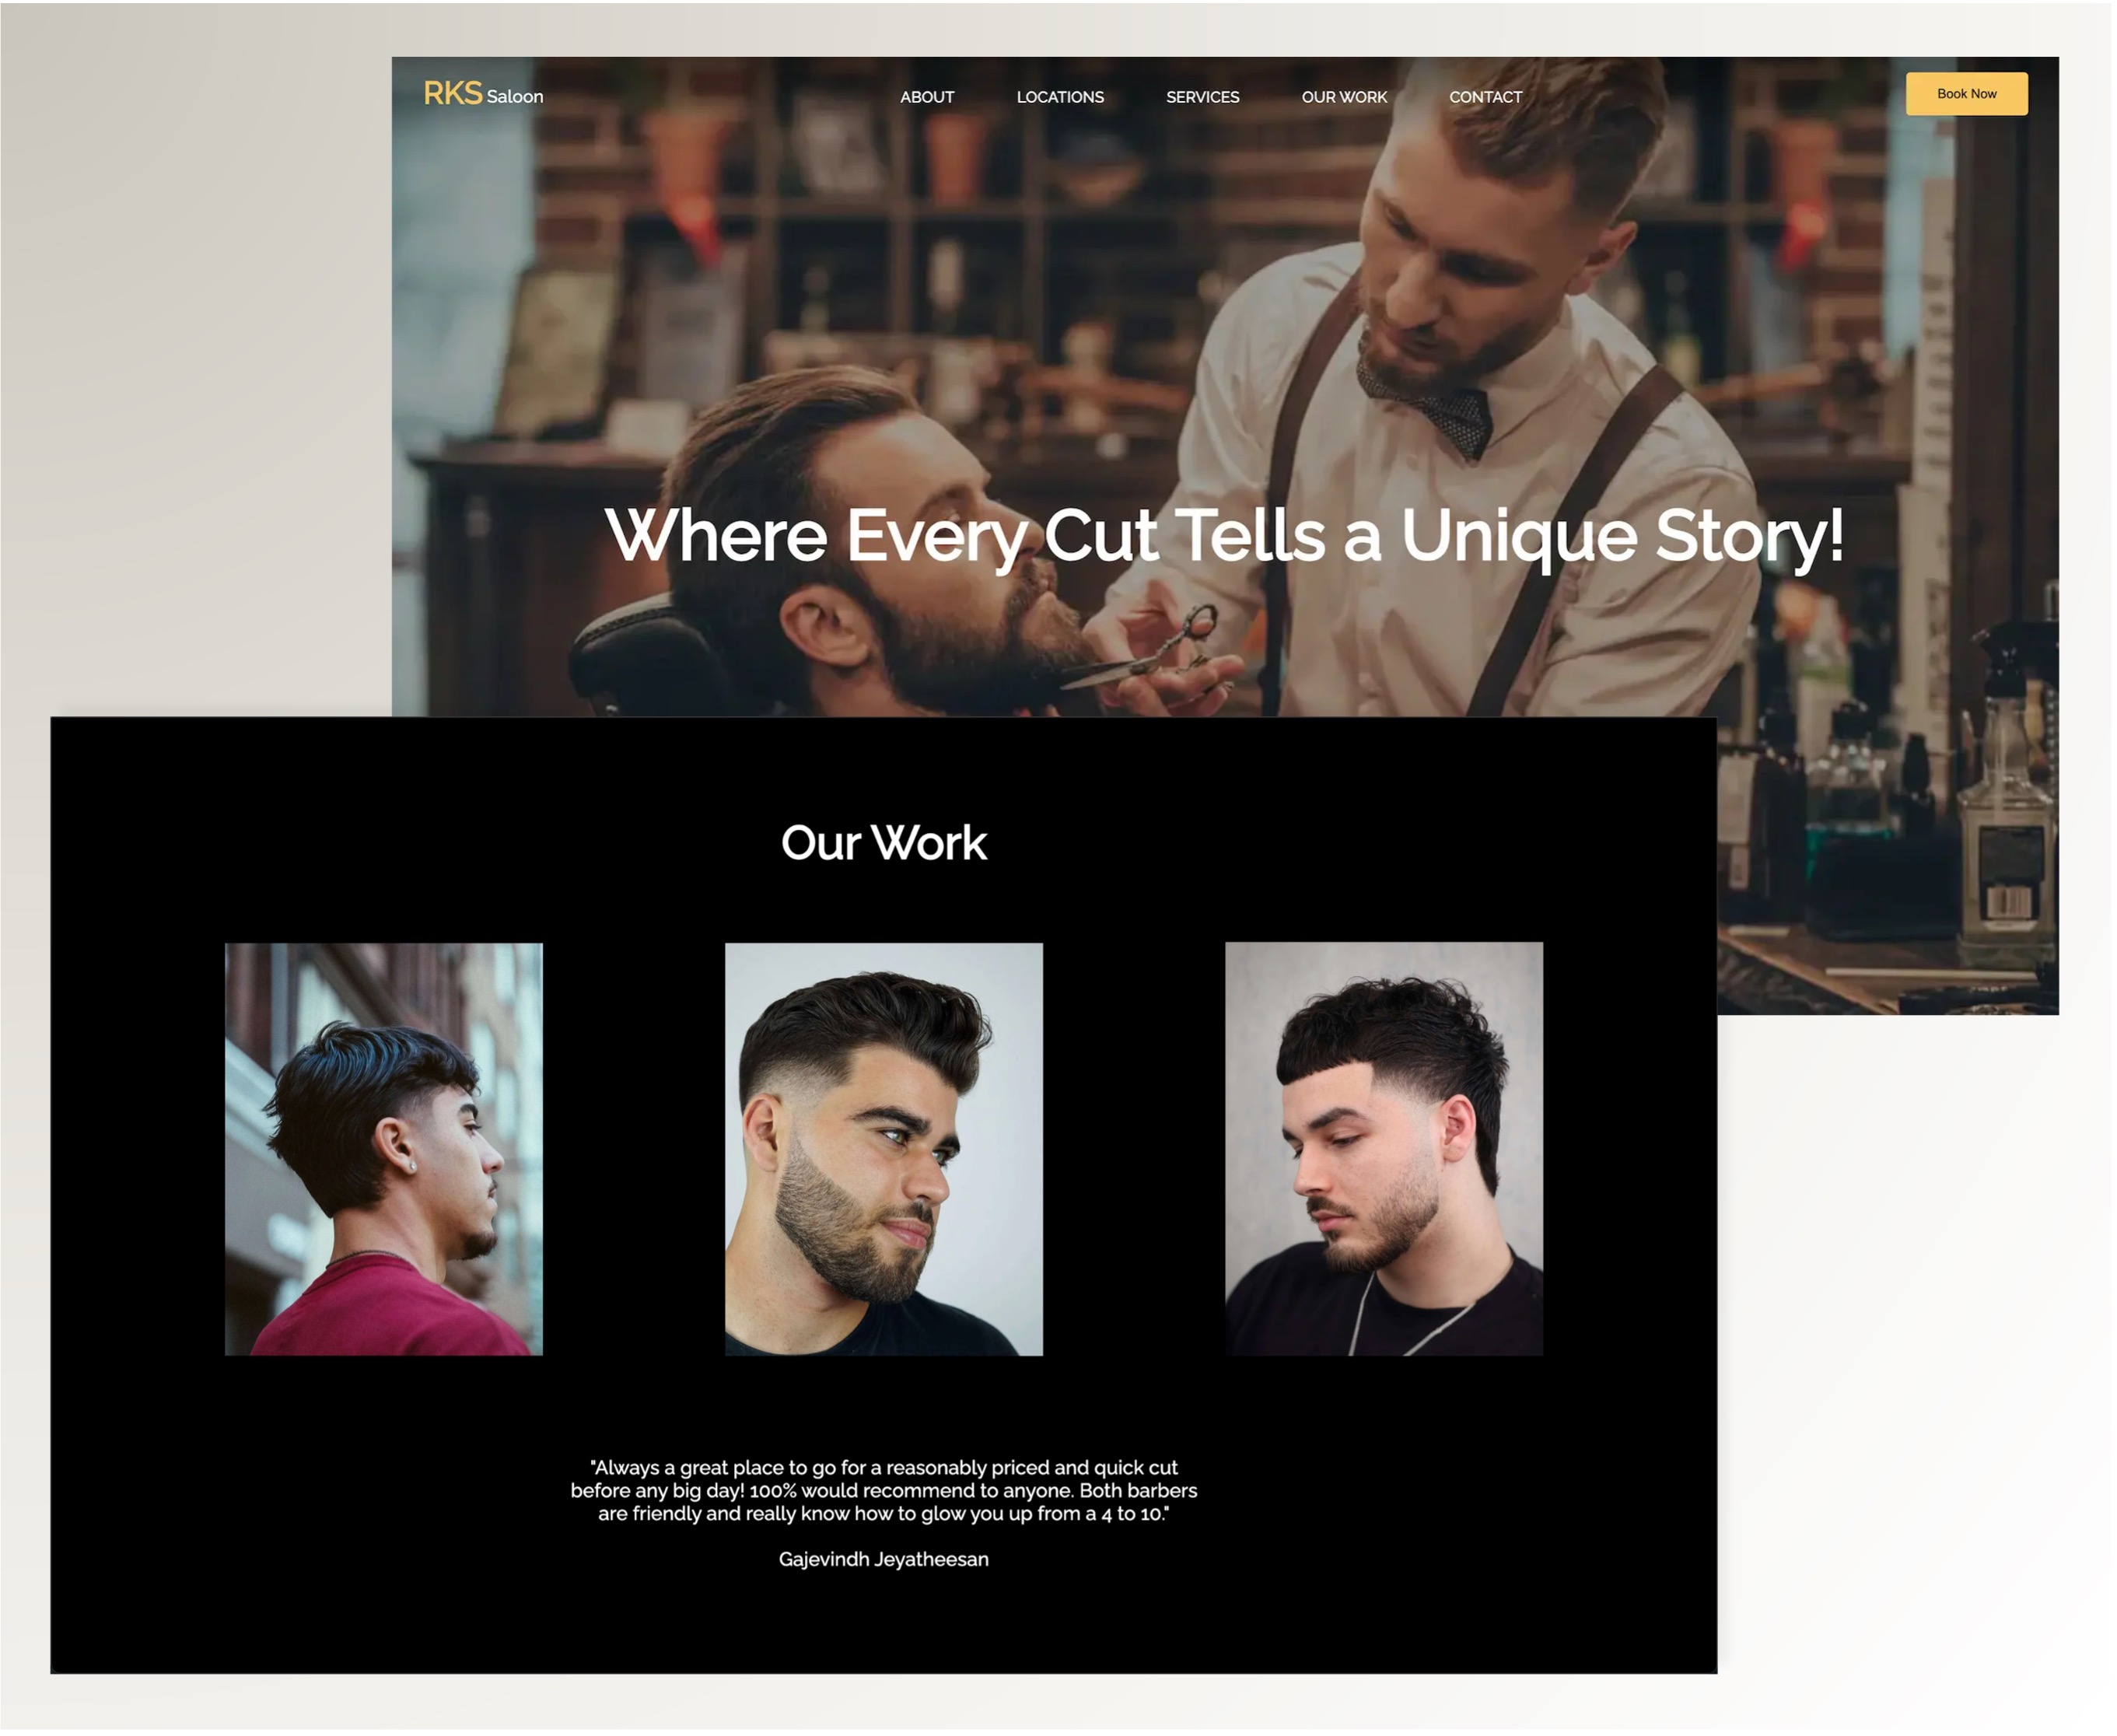 RKS Saloon
ABOUT
LOCATIONS
SERVICES
OUR WORK
CONTACT
Book Now
Where Every Cut Tells a Unique Story!
Our Work
"Always a great place to go for a reasonably priced and quick cut
before any big day! 100% would recommend to anyone. Both barbers
are friendly and really know how to glow you up from a 4 to 10."
Gajevindh Jeyatheesan